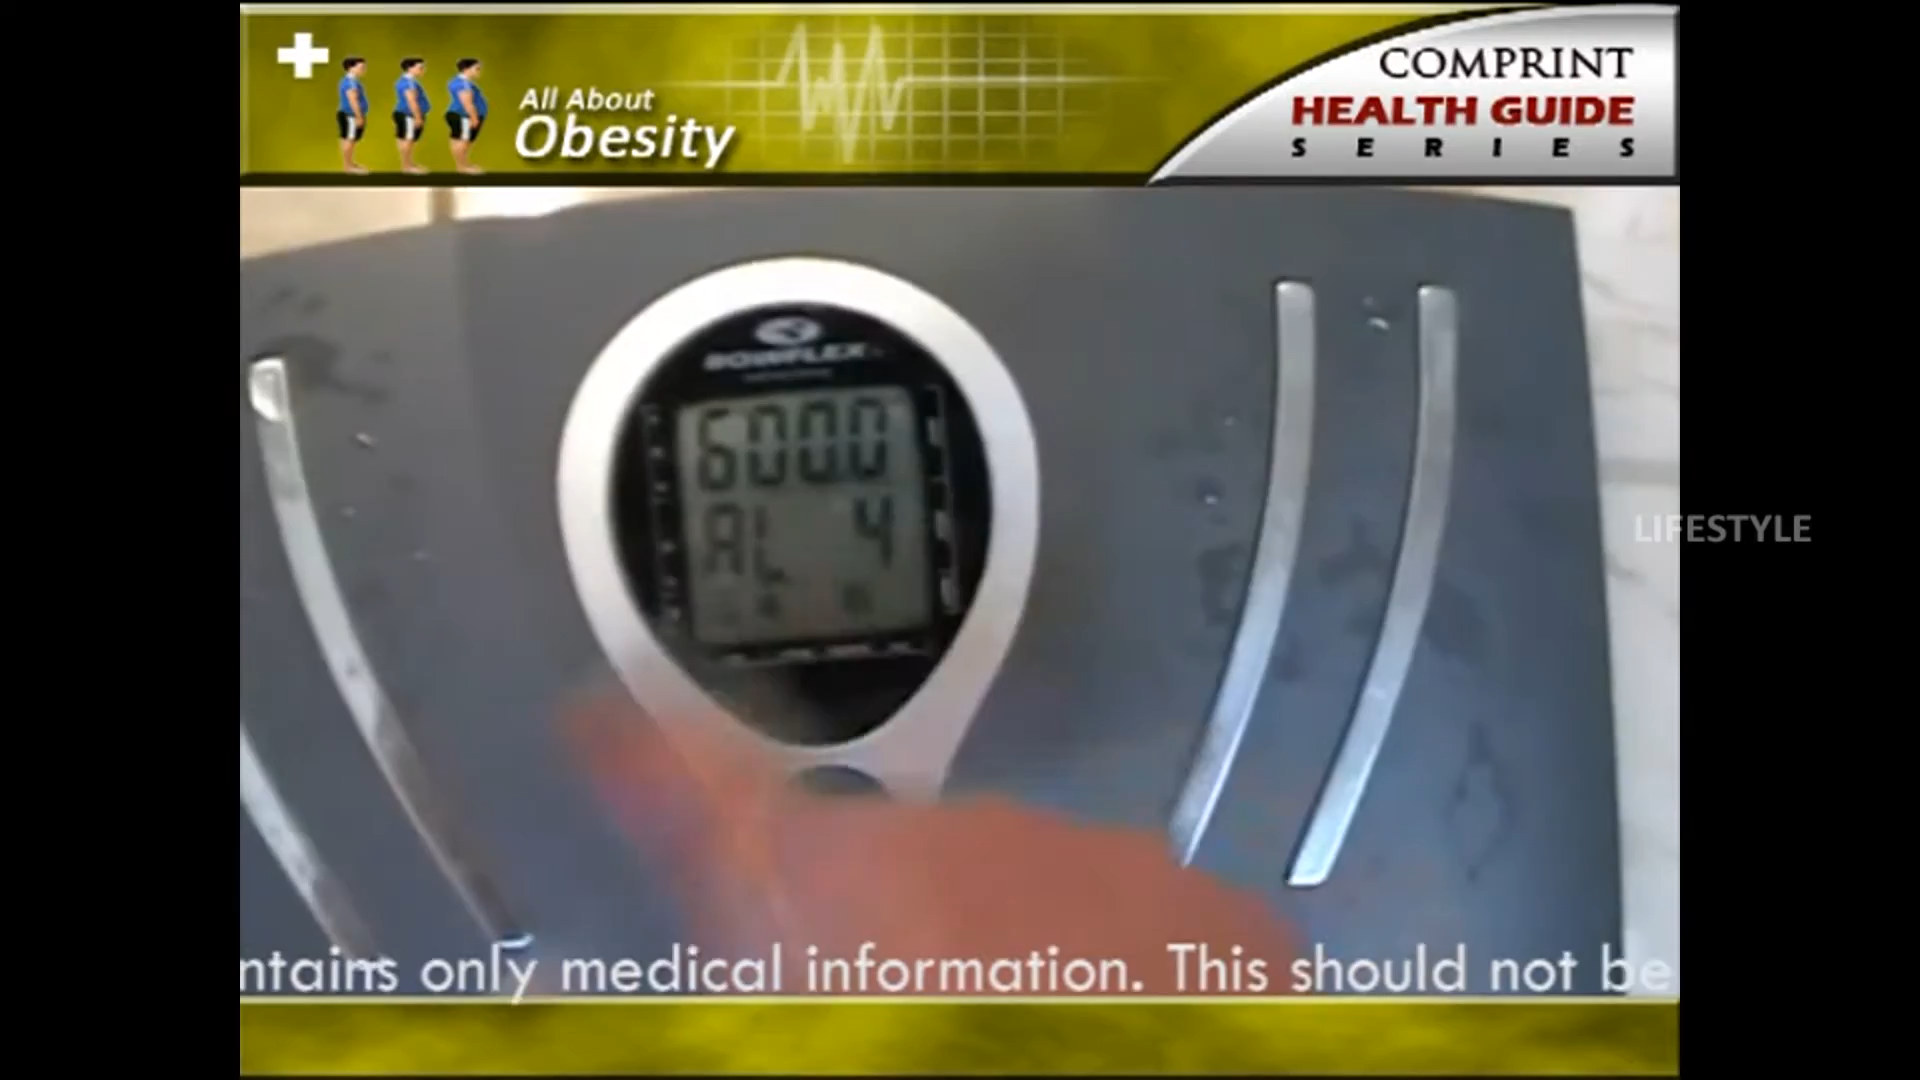 All About
Obesity
COMPRINT
HEALTH GUIDE
SERIES
BOWFLEX
600.0
AL 4
LIFESTYLE
ntains only medical information. This should not be